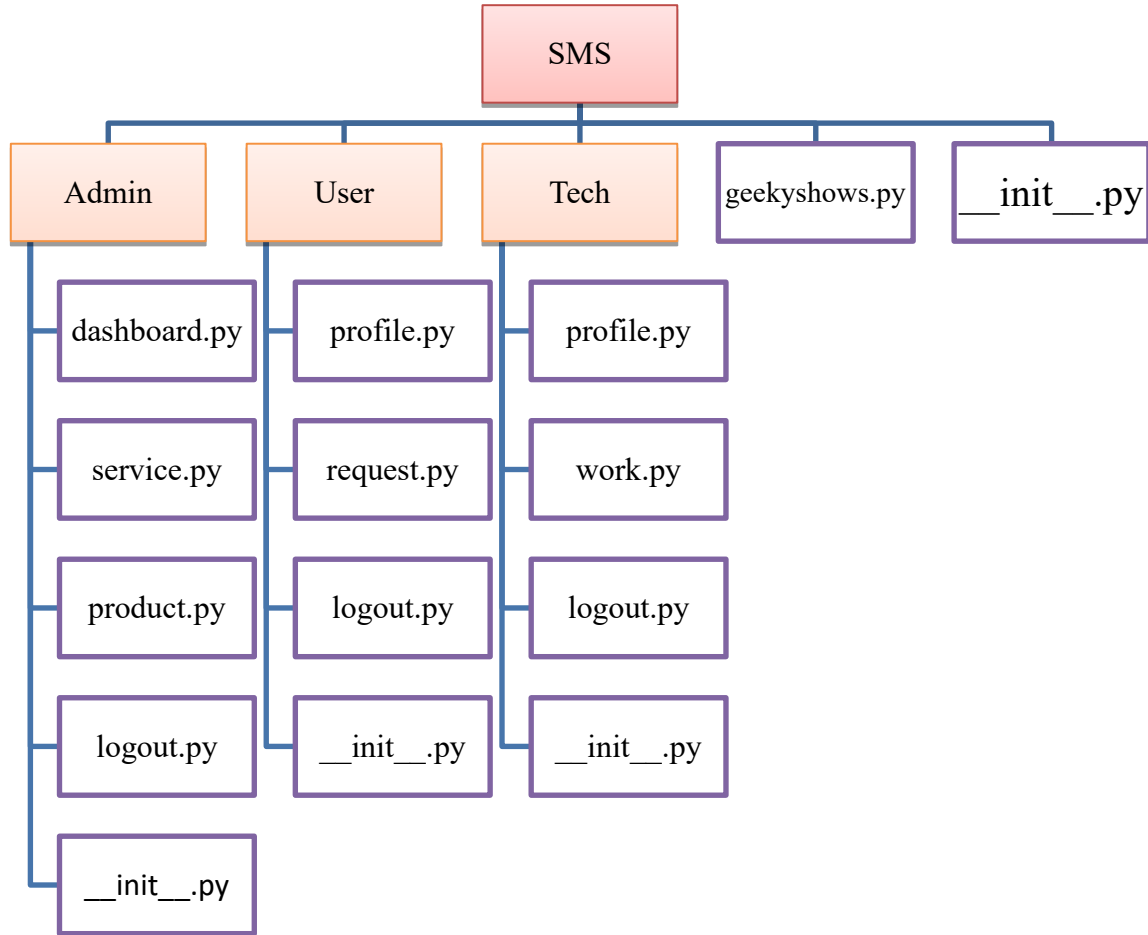 SMS
Admin
User
Tech
geekyshows.py
__init__.py
dashboard.py
profile.py
profile.py
service.py
request.py
work.py
product.py
logout.py
logout.py
logout.py
__init__.py
__init__.py
__init__.py